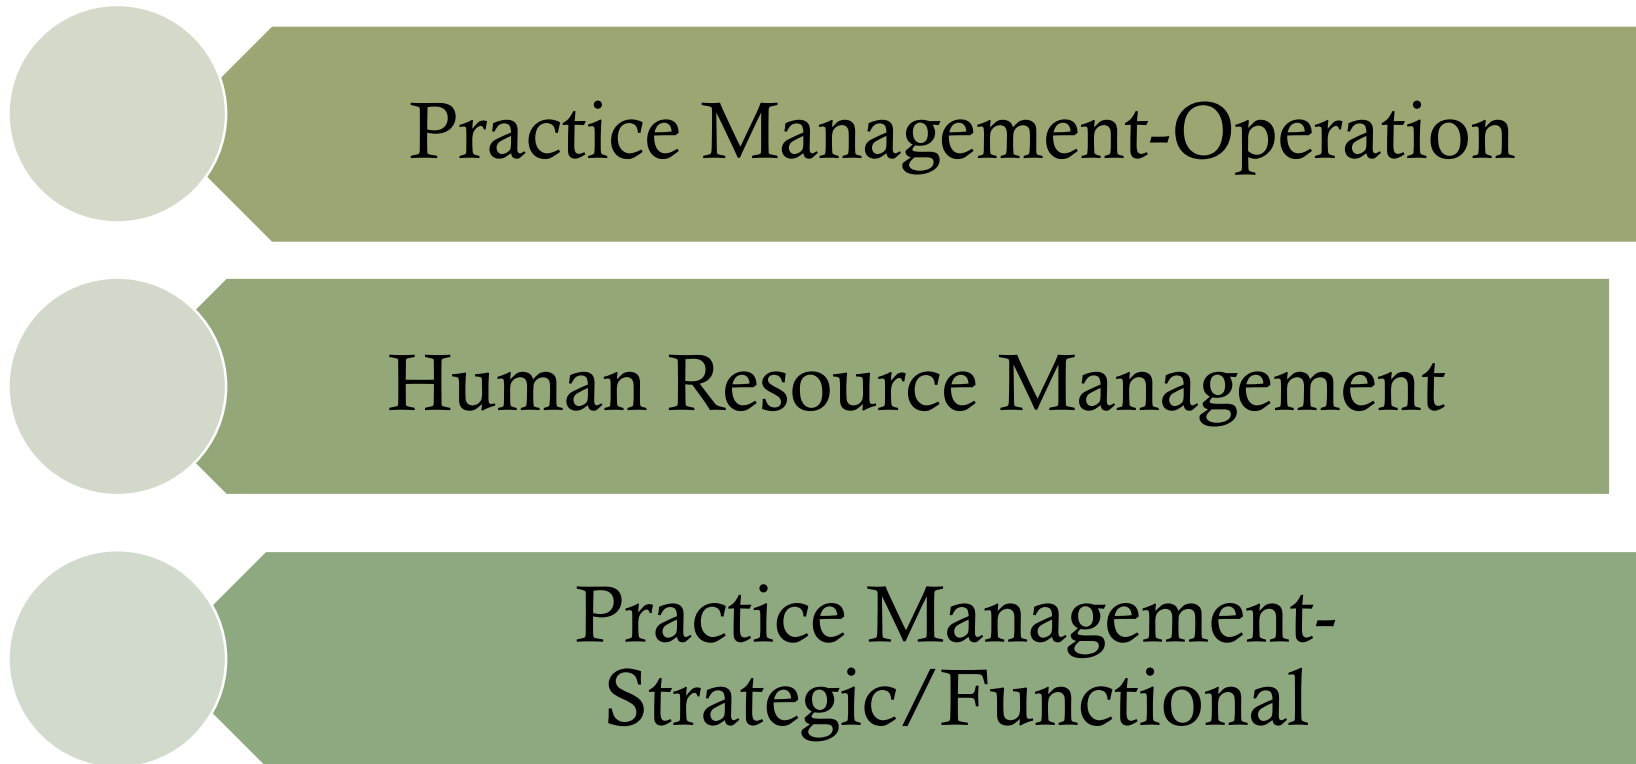 Practice Management-Operation
Human Resource Management
Practice Management-
Strategic/Functional